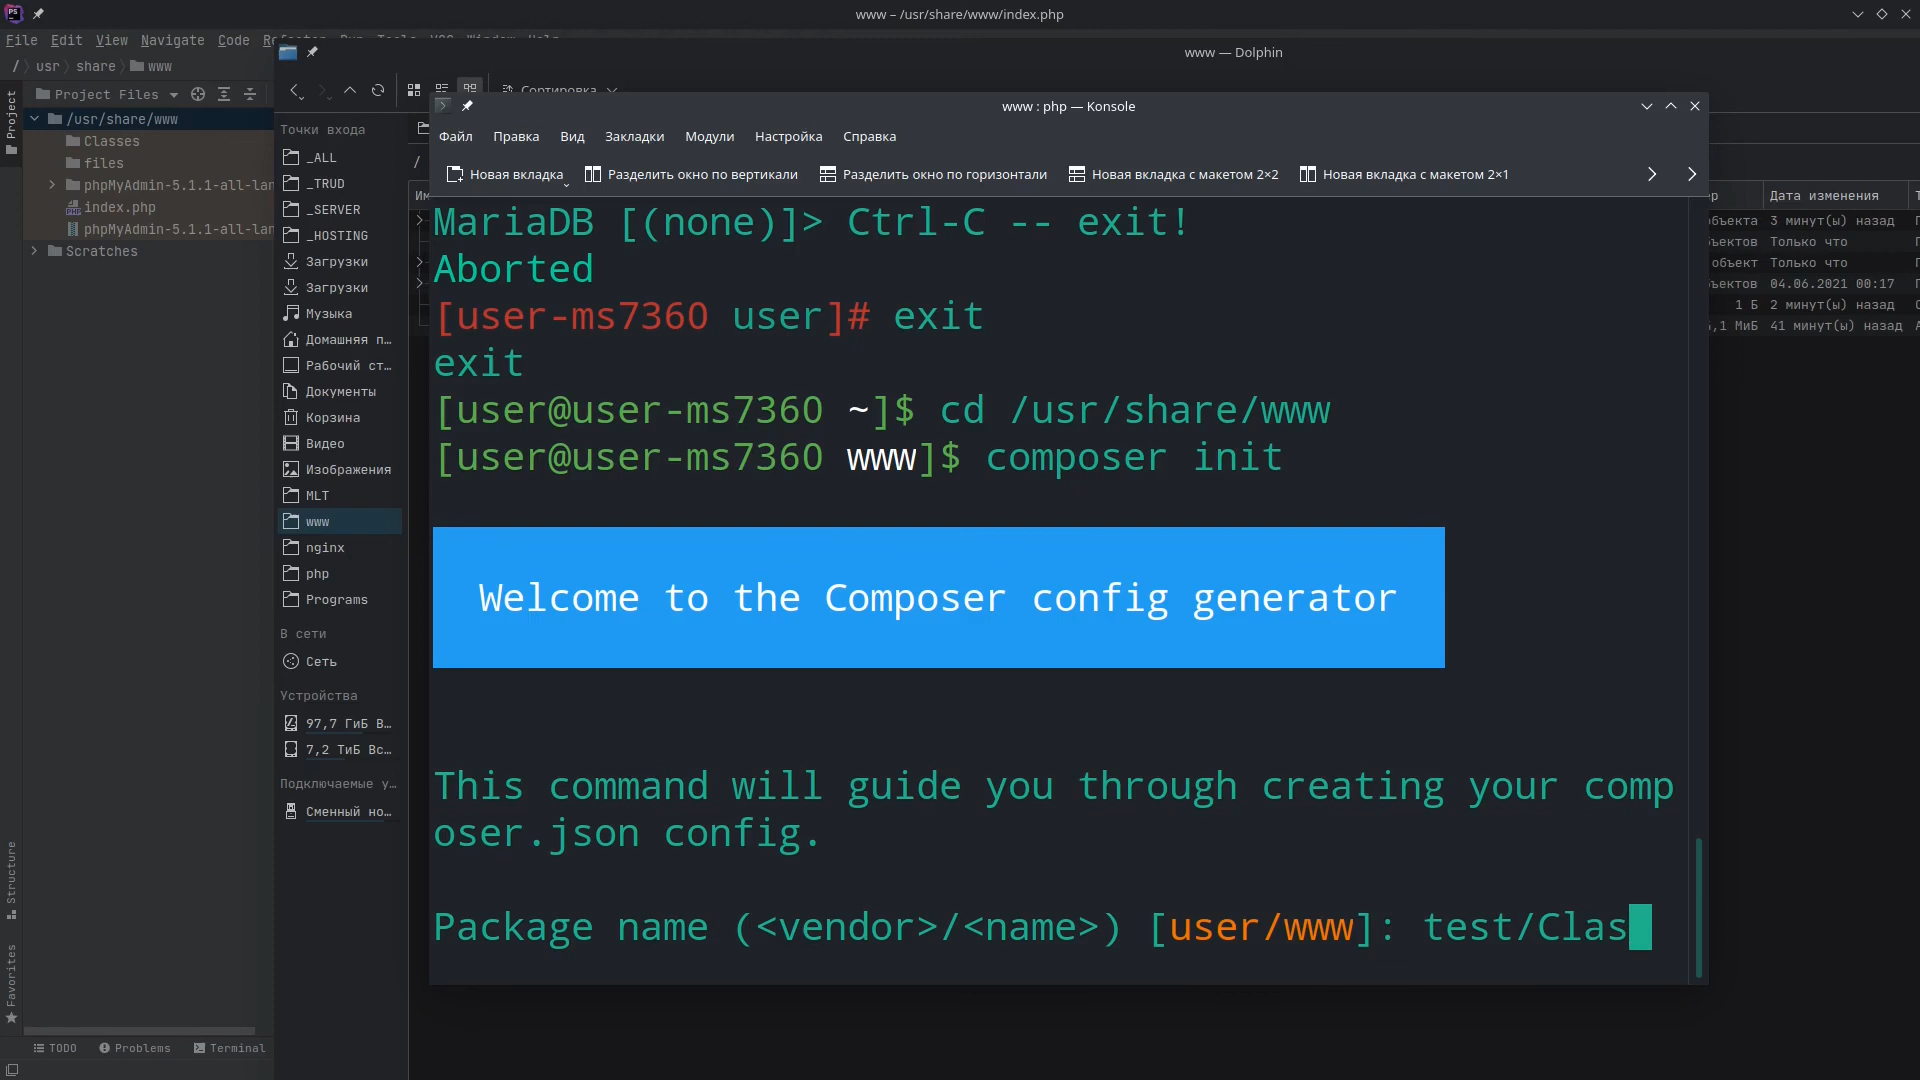 www – /usr/share/www/index.php
File Edit View Navigate Code
/ usr share www
Project Files
Project
/usr/share/www
Classes
files
phpMyAdmin-5.1.1-all-lan
index.php
phpMyAdmin-5.1.1-all-lan
Scratches
Structure
Favorites
TODO Problems Terminal
www — Dolphin
Сортировка
Точки входа
_ALL
_TRUD
_SERVER
_HOSTING
Загрузки
Загрузки
Музыка
Домашняя п…
Рабочий ст…
Документы
Корзина
Видео
Изображения
MLT
www
nginx
php
Programs
В сети
Сеть
Устройства
97,7 ГиБ В…
7,2 ТиБ Вс…
Подключаемые у…
Сменный но…
Дата изменения
3 минут(ы) назад
Только что
объект Только что
04.06.2021 00:17
1 Б 2 минут(ы) назад
МиБ 41 минут(ы) назад
www : php — Konsole
Файл Правка Вид Закладки Модули Настройка Справка
Новая вкладка Разделить окно по вертикали Разделить окно по горизонтали Новая вкладка с макетом 2×2 Новая вкладка с макетом 2×1
MariaDB [(none)]> Ctrl-C -- exit!
Aborted
[user-ms7360 user]# exit
exit
[user@user-ms7360 ~]$ cd /usr/share/www
[user@user-ms7360 www]$ composer init
Welcome to the Composer config generator
This command will guide you through creating your comp
oser.json config.
Package name (<vendor>/<name>) [user/www]: test/Clas